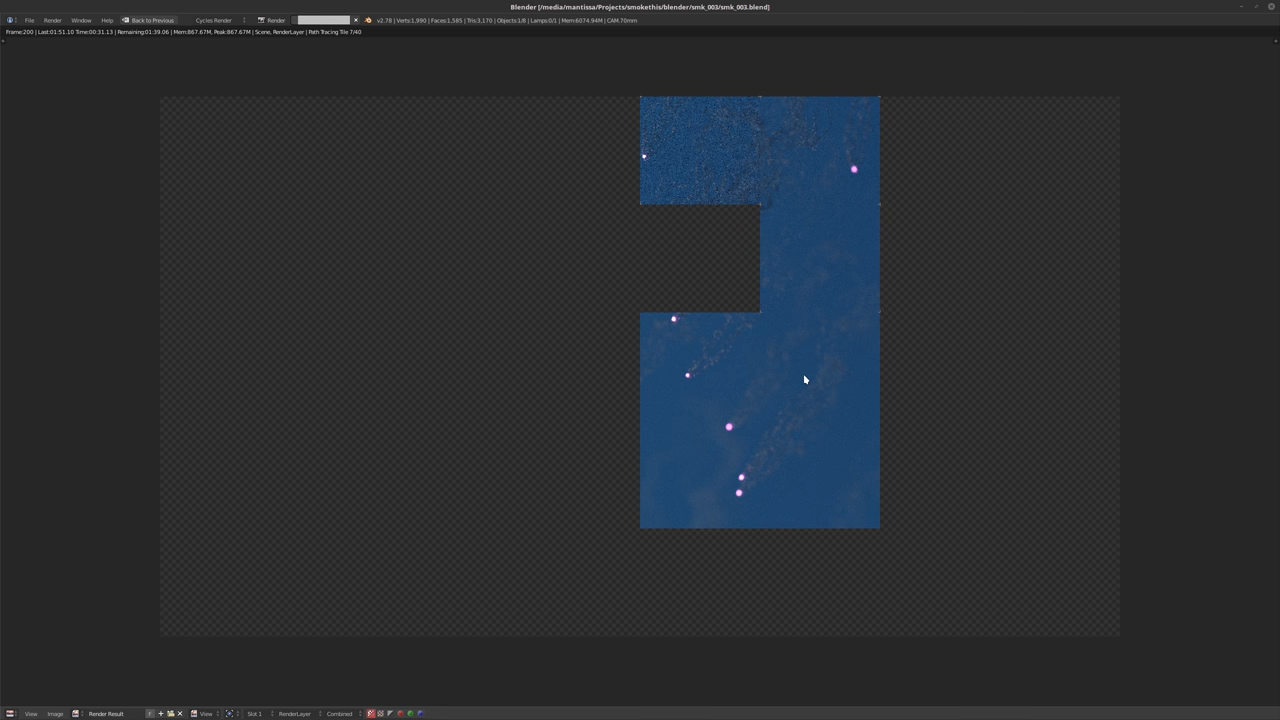 Blender [/media/mantissa/Projects/smokethis/blender/smk_003/smk_003.blend]
File Render Window Help Back to Previous Cycles Render Render v2.78 | Verts:1,990 | Faces:1,585 | Tris:3,170 | Objects:1/8 | Lamps:0/1 | Mem:6074.94M | CAM.70mm
Frame:200 | Last:01:51.10 Time:00:31.13 | Remaining:01:39.06 | Mem:867.67M, Peak:867.67M | Scene, RenderLayer | Path Tracing Tile 7/40
View Image Render Result F View Slot 1 RenderLayer Combined